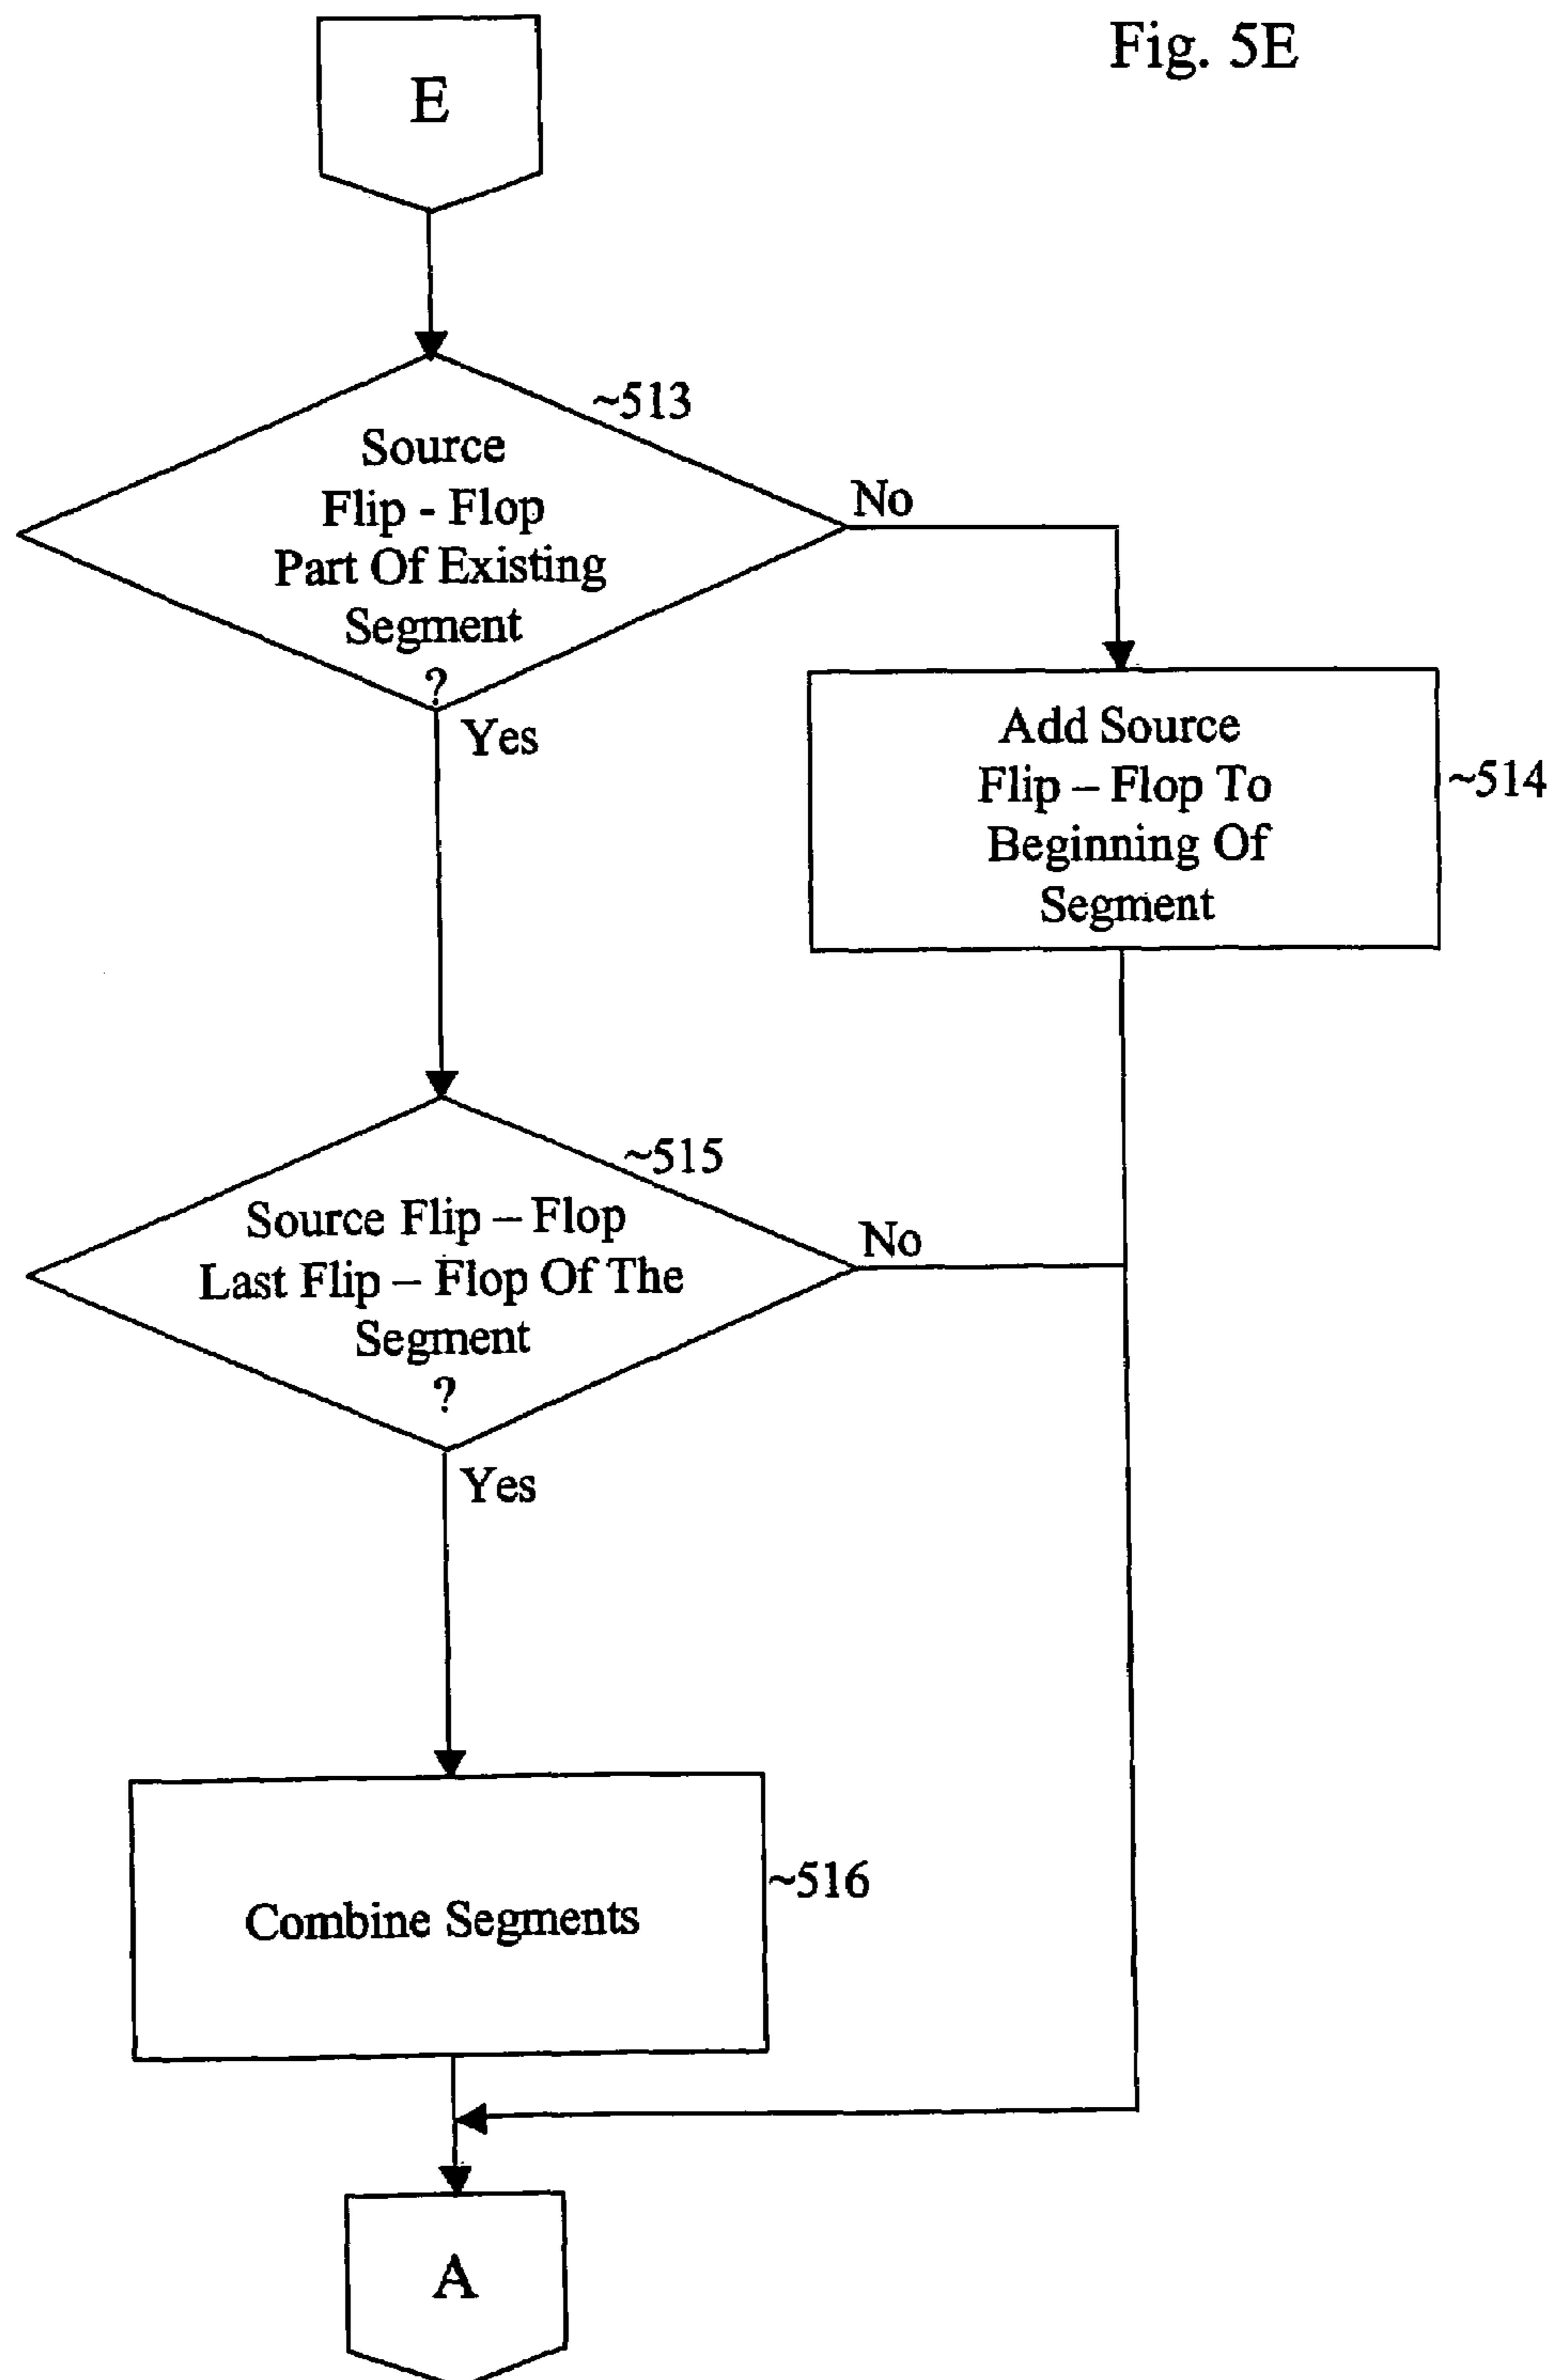 Fig. 5E
E
~513
Source
Flip - Flop
Part Of Existing
Segment
?
No
Yes
Add Source
Flip – Flop To
Beginning Of
Segment
~514
~515
Source Flip – Flop
Last Flip – Flop Of The
Segment
?
No
Yes
Combine Segments
~516
A